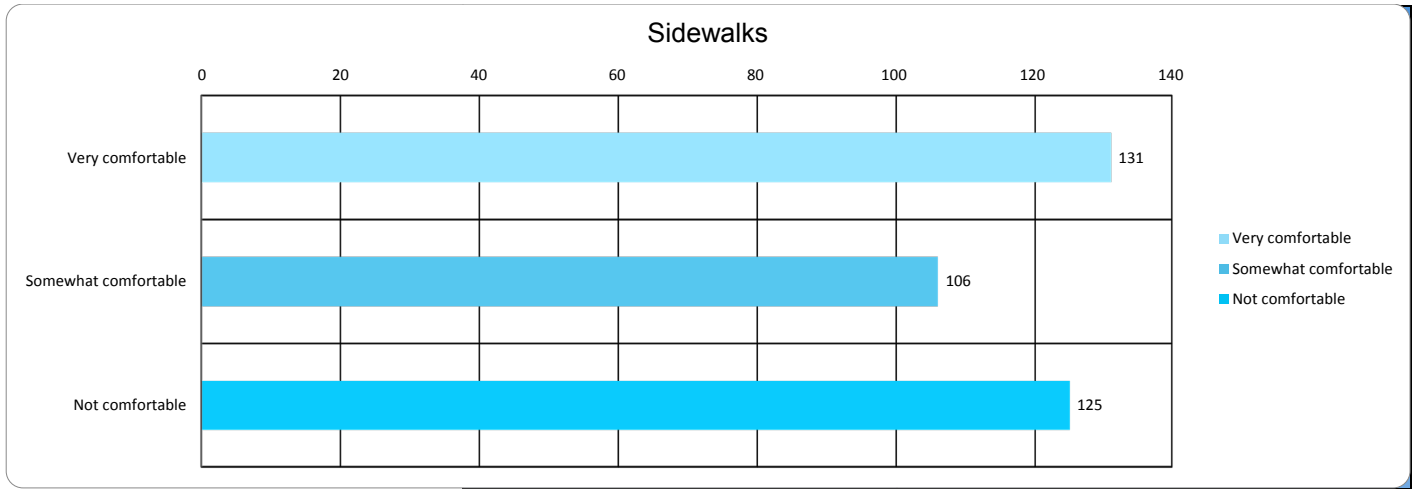 Sidewalks
0 20 40 60 80 100 120 140
Very comfortable 131
Somewhat comfortable 106
Not comfortable 125
Very comfortable
Somewhat comfortable
Not comfortable